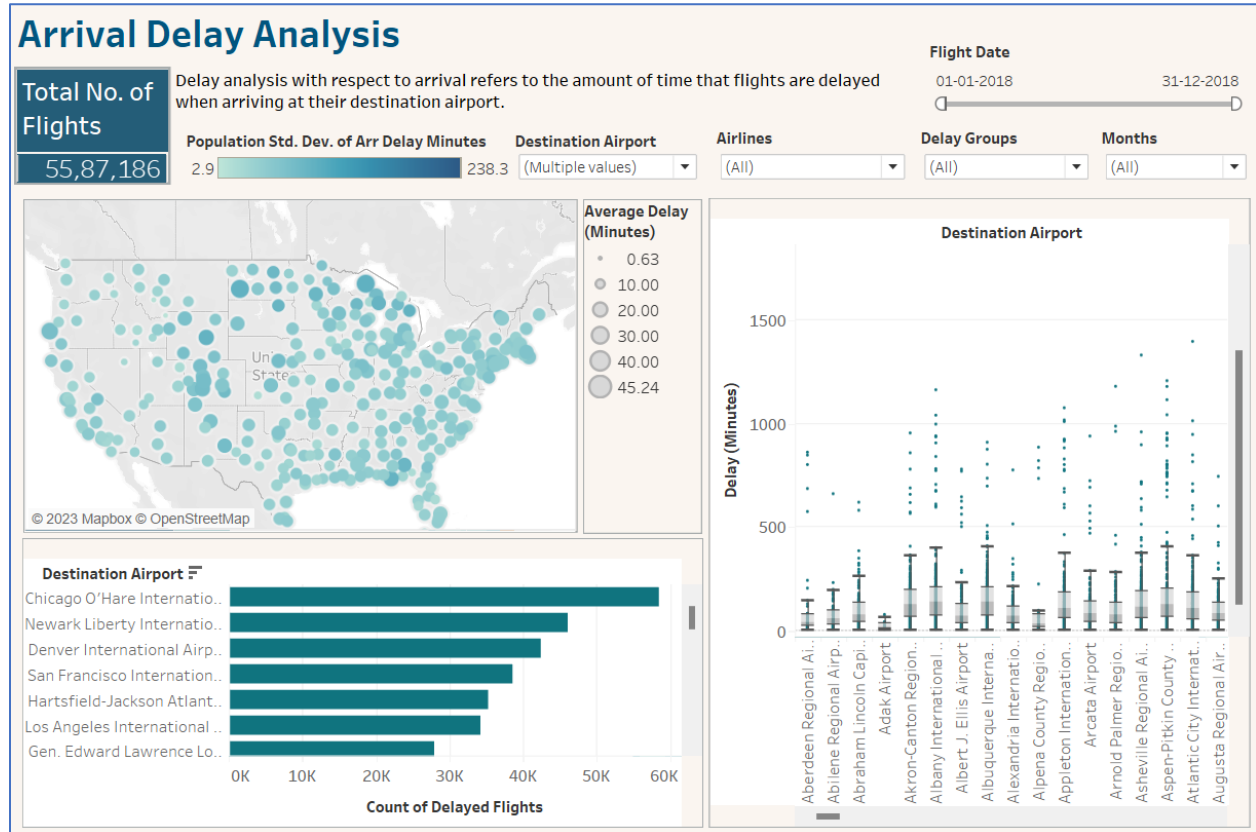 Arrival Delay Analysis
Total No. of
Flights
55,87,186
Delay analysis with respect to arrival refers to the amount of time that flights are delayed
when arriving at their destination airport.
Flight Date
01-01-2018 31-12-2018
Population Std. Dev. of Arr Delay Minutes
2.9 238.3
Destination Airport
(Multiple values)
Airlines
(All)
Delay Groups
(All)
Months
(All)
United
States
© 2023 Mapbox © OpenStreetMap
Average Delay
(Minutes)
0.63
10.00
20.00
30.00
40.00
45.24
Destination Airport
Chicago O'Hare Internatio..
Newark Liberty Internatio..
Denver International Airp..
San Francisco Internation..
Hartsfield-Jackson Atlant..
Los Angeles International ..
Gen. Edward Lawrence Lo..
0K 10K 20K 30K 40K 50K 60K
Count of Delayed Flights
Destination Airport
Delay (Minutes)
1500
1000
500
0
Aberdeen Regional Ai..
Abilene Regional Airp..
Abraham Lincoln Capi..
Adak Airport
Akron-Canton Region..
Albany International ..
Albert J. Ellis Airport
Albuquerque Interna..
Alexandria Internatio..
Alpena County Regio..
Appleton Internation..
Arcata Airport
Arnold Palmer Regio..
Asheville Regional Ai..
Aspen-Pitkin County ..
Atlantic City Internat..
Augusta Regional Air..